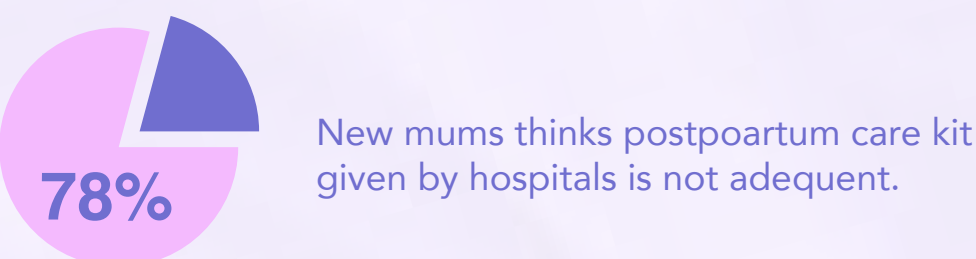 78%
New mums thinks postpoartum care kit
given by hospitals is not adequent.